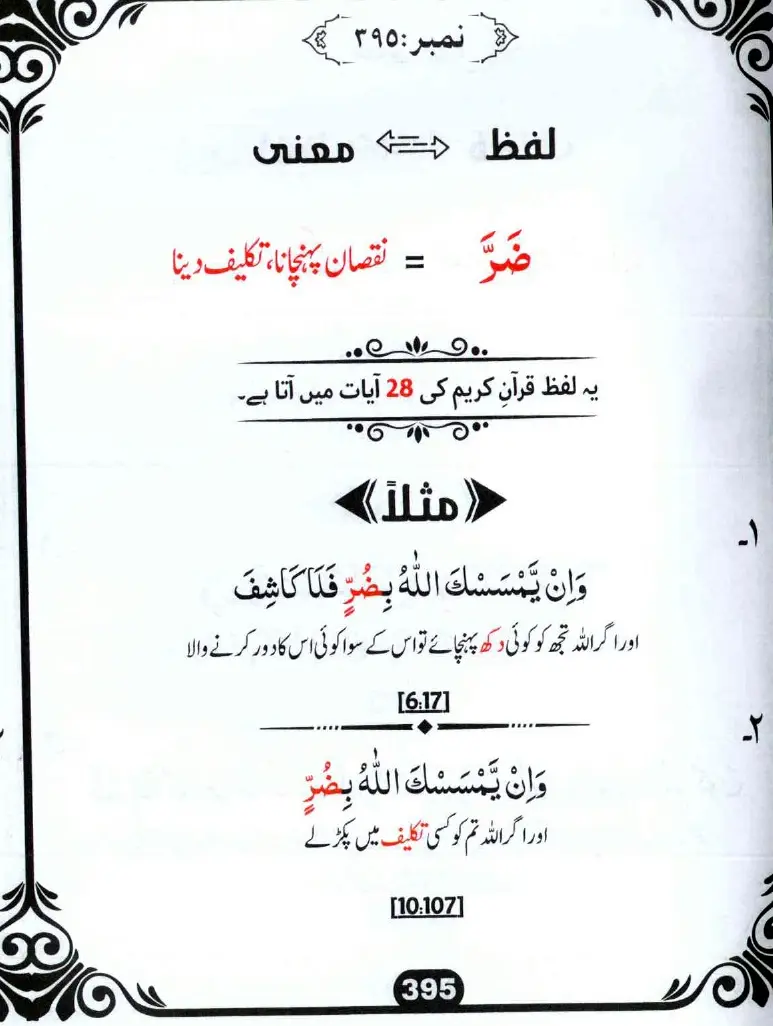 نمبر:۳۹۵
لفظ معنی
ضَرَّ = نقصان پہنچانا، تکلیف دینا
یہ لفظ قرآنِ کریم کی 28 آیات میں آتا ہے۔
مثلاً
۱۔
وَاِنْ يَّمْسَسْكَ اللّٰهُ بِضُرٍّ فَلَا كَاشِفَ
اور اگر اللہ تجھ کو کوئی دکھ پہنچائے تو اس کے سوا کوئی اس کا دور کرنے والا
[6:17]
۲۔
وَاِنْ يَّمْسَسْكَ اللّٰهُ بِضُرٍّ
اور اگر اللہ تم کو کسی تکلیف میں پکڑ لے
[10:107]
395